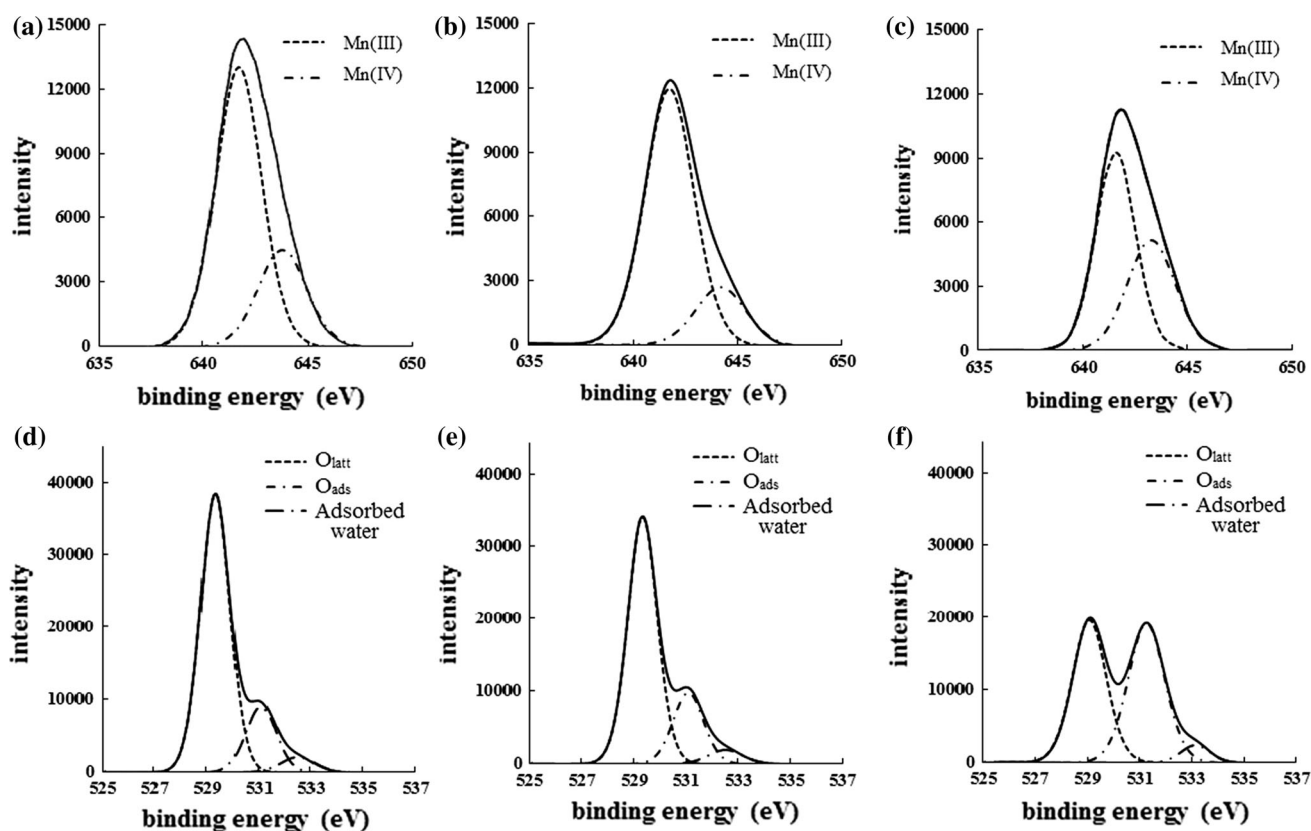 (a)
15000
12000
9000
6000
3000
0
intensity
Mn(III)
Mn(IV)
635 640 645 650
binding energy (eV)
(b)
15000
12000
9000
6000
3000
0
intensity
Mn(III)
Mn(IV)
635 640 645 650
binding energy (eV)
(c)
15000
12000
9000
6000
3000
0
intensity
Mn(III)
Mn(IV)
635 640 645 650
binding energy (eV)
(d)
40000
30000
20000
10000
0
intensity
Olatt
Oads
Adsorbed
water
525 527 529 531 533 535 537
binding energy (eV)
(e)
40000
30000
20000
10000
0
intensity
Olatt
Oads
Adsorbed
water
525 527 529 531 533 535 537
binding energy (eV)
(f)
40000
30000
20000
10000
0
intensity
Olatt
Oads
Adsorbed
water
525 527 529 531 533 535 537
binding energy (eV)